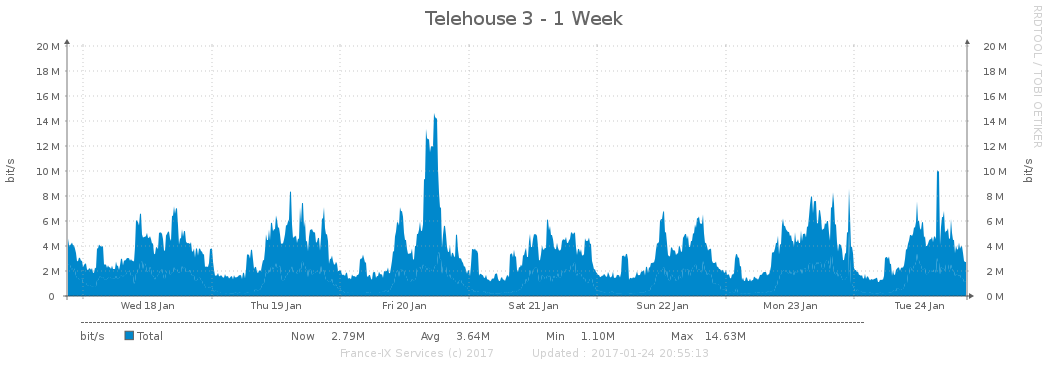 Telehouse 3 - 1 Week
RRDTOOL / TOBI OETIKER
bit/s
bit/s
20 M 20 M
18 M 18 M
16 M 16 M
14 M 14 M
12 M 12 M
10 M 10 M
8 M 8 M
6 M 6 M
4 M 4 M
2 M 2 M
0 0 M
Wed 18 Jan Thu 19 Jan Fri 20 Jan Sat 21 Jan Sun 22 Jan Mon 23 Jan Tue 24 Jan
bit/s Total Now 2.79M Avg 3.64M Min 1.10M Max 14.63M
France-IX Services (c) 2017 Updated : 2017-01-24 20:55:13